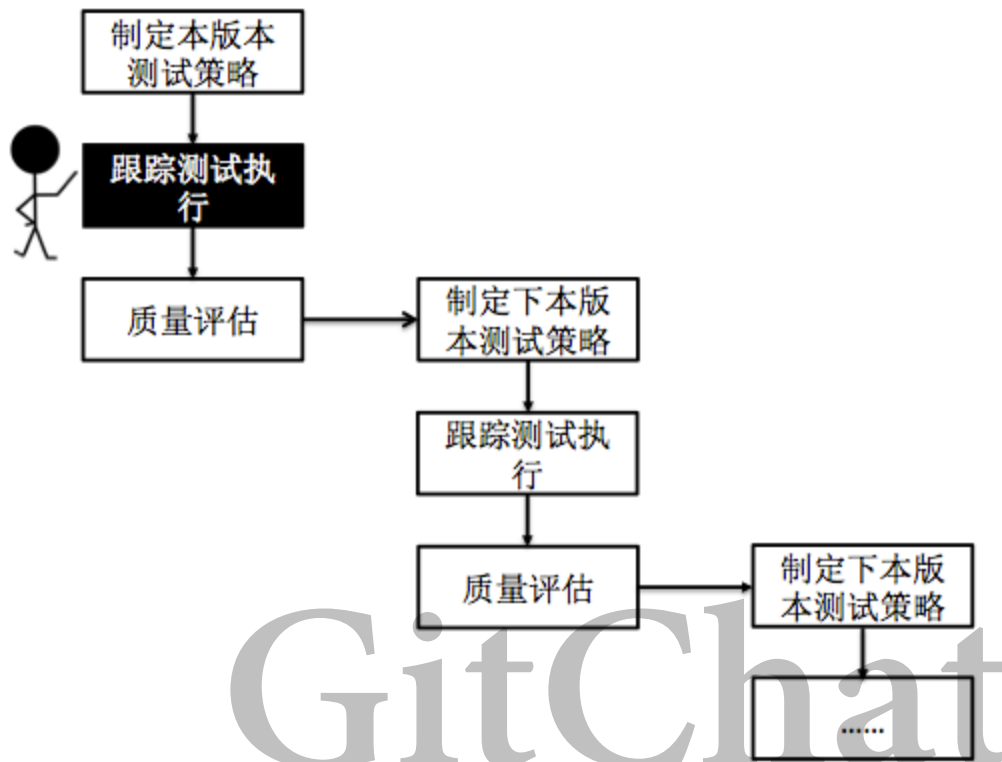 制定本版本
测试策略
跟踪测试执
行
质量评估
制定下本版
本测试策略
跟踪测试执
行
质量评估
制定下本版
本测试策略
……
GitChat